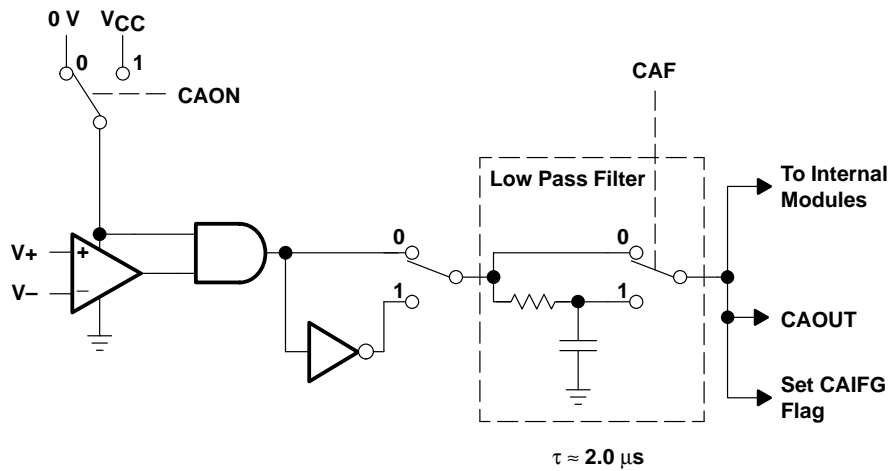 0 V VCC
0 1
CAON
CAF
Low Pass Filter
To Internal
Modules
V+
+
V−
−
0
1
0
1
CAOUT
Set CAIFG
Flag
τ ≈ 2.0 μs